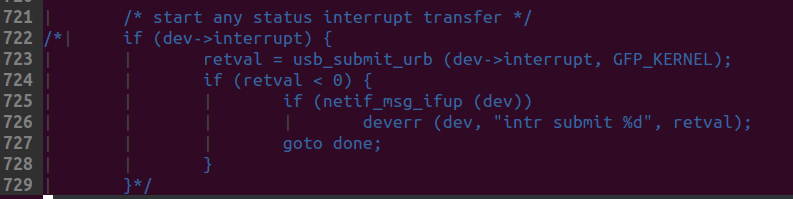 721 /* start any status interrupt transfer */
722 /* if (dev->interrupt) {
723 retval = usb_submit_urb (dev->interrupt, GFP_KERNEL);
724 if (retval < 0) {
725 if (netif_msg_ifup (dev))
726 deverr (dev, "intr submit %d", retval);
727 goto done;
728 }
729 }*/